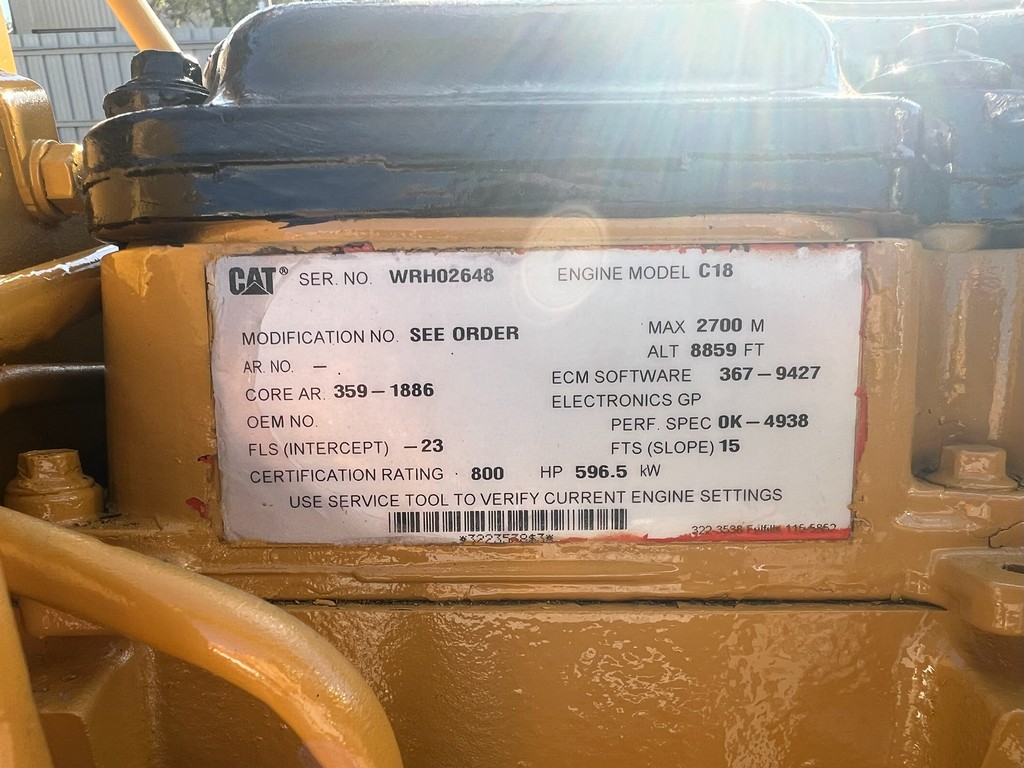 CAT® SER. NO. WRH02648 ENGINE MODEL C18
MODIFICATION NO. SEE ORDER MAX 2700 M
ALT 8859 FT
AR. NO. —
ECM SOFTWARE 367-9427
CORE AR. 359-1886
ELECTRONICS GP
OEM NO. PERF. SPEC 0K-4938
FLS (INTERCEPT) -23 FTS (SLOPE) 15
CERTIFICATION RATING 800 HP 596.5 kW
USE SERVICE TOOL TO VERIFY CURRENT ENGINE SETTINGS
322-3538